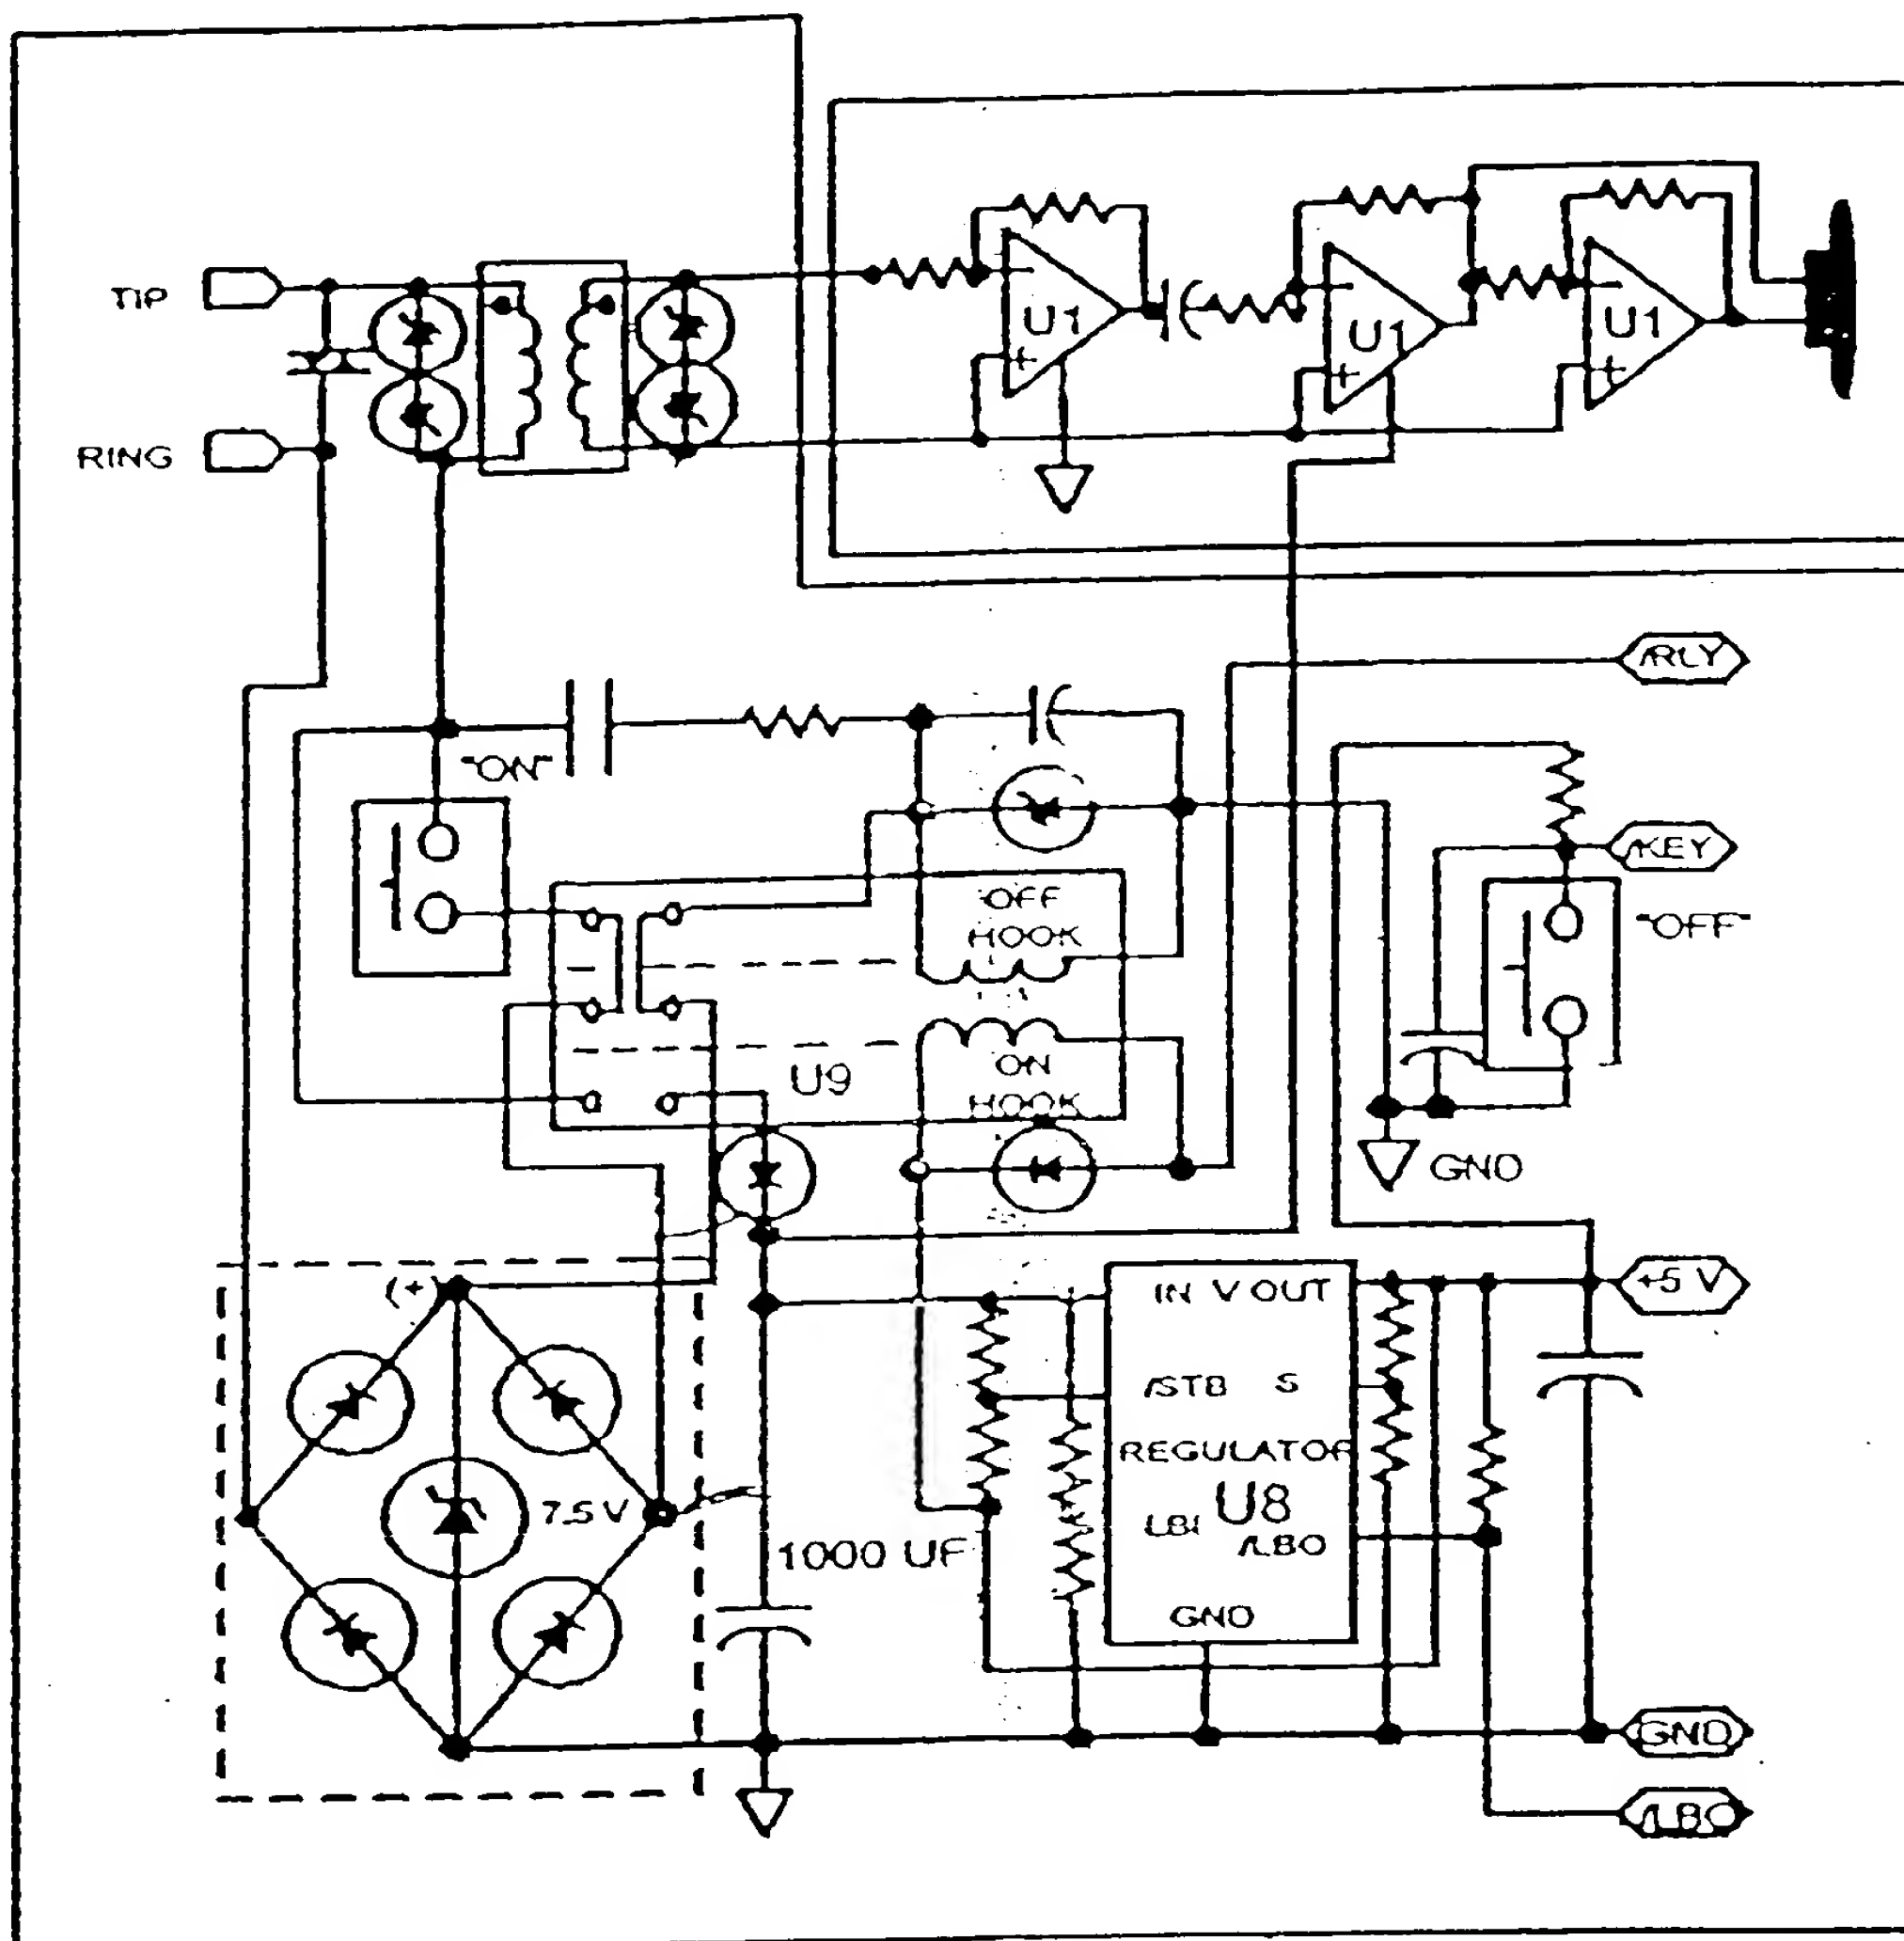 TIP
U1
U1
U1
RING
/RLY
"ON"
/KEY
OFF
HOOK
"OFF"
ON
HOOK
U9
GND
(+)
IN V OUT
+5 V
/STB S
REGULATOR
7.5 V
U8
LBI
/LBO
1000 UF
GND
GND
/LBO